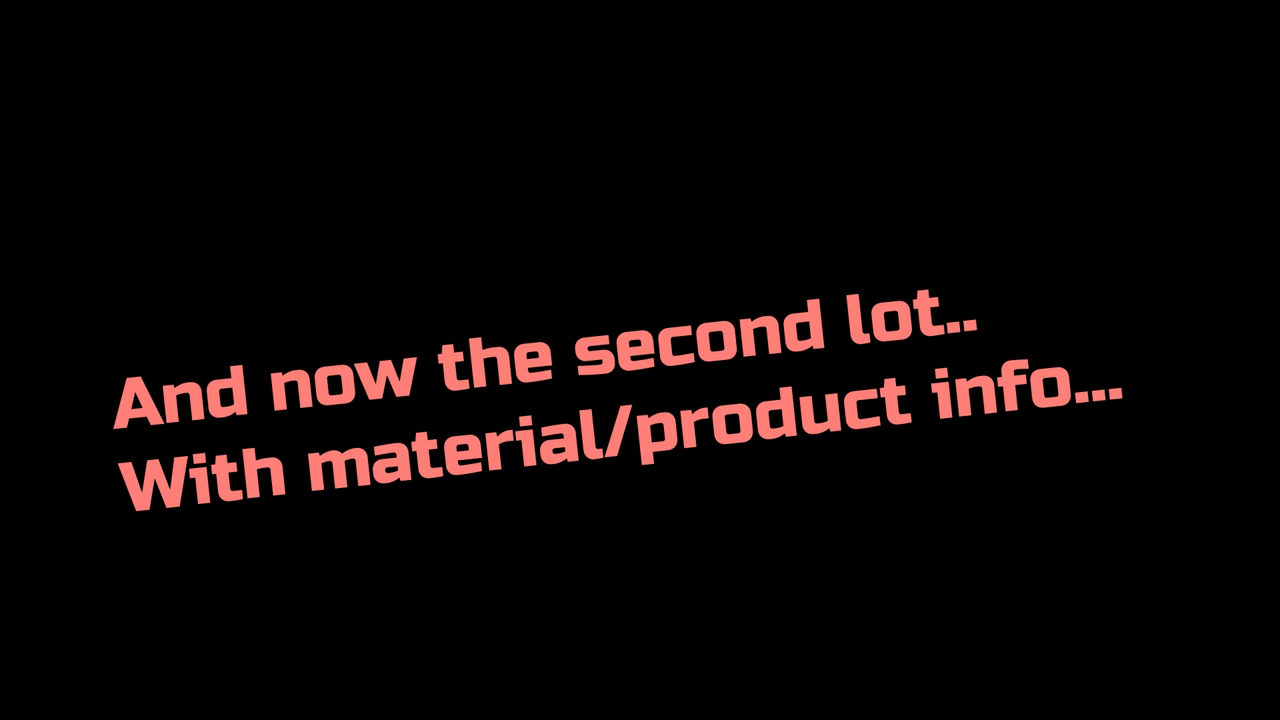 And now the second lot..
With material/product info...